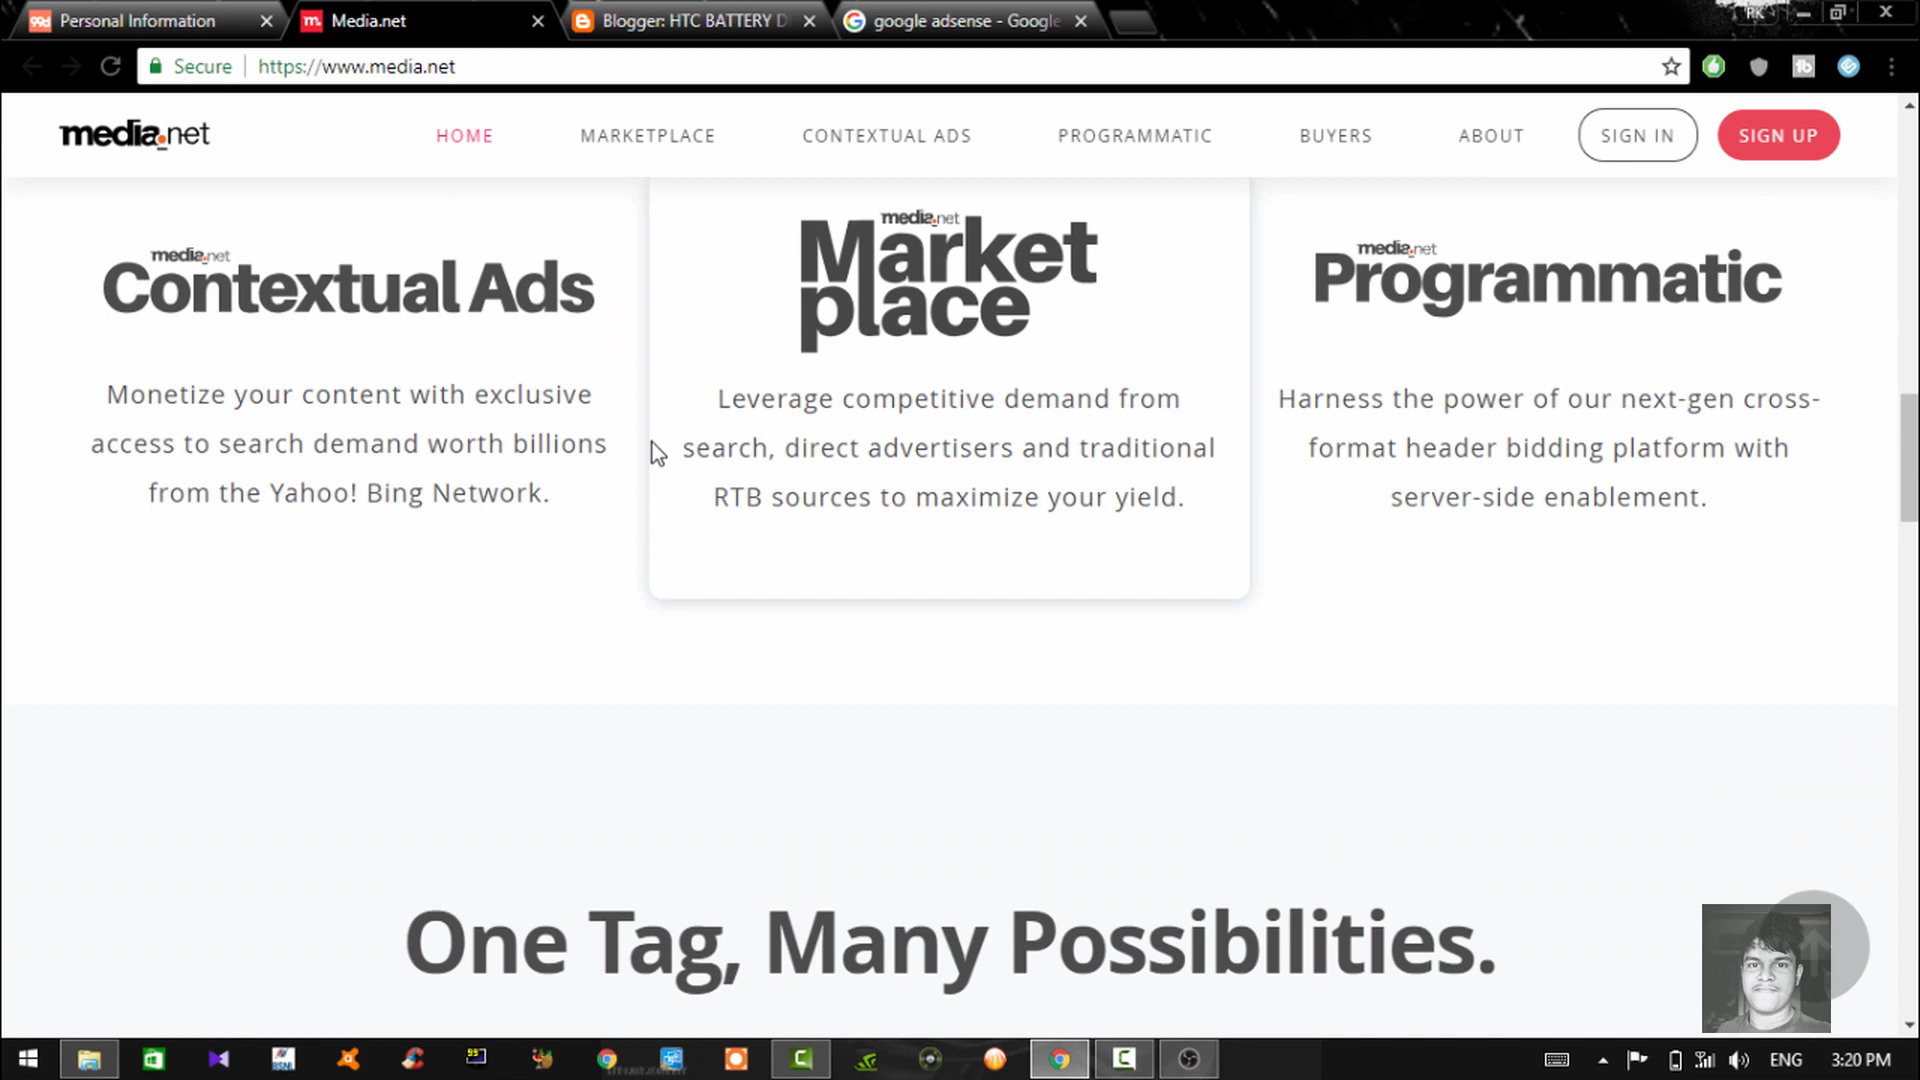 99d Personal Information
m. Media.net
Blogger: HTC BATTERY D
google adsense - Google
RK
Secure https://www.media.net
media.net
HOME
MARKETPLACE
CONTEXTUAL ADS
PROGRAMMATIC
BUYERS
ABOUT
SIGN IN
SIGN UP
media.net
Contextual Ads
Monetize your content with exclusive
access to search demand worth billions
from the Yahoo! Bing Network.
media.net
Market
place
Leverage competitive demand from
search, direct advertisers and traditional
RTB sources to maximize your yield.
media.net
Programmatic
Harness the power of our next-gen cross-
format header bidding platform with
server-side enablement.
One Tag, Many Possibilities.
ENG
3:20 PM